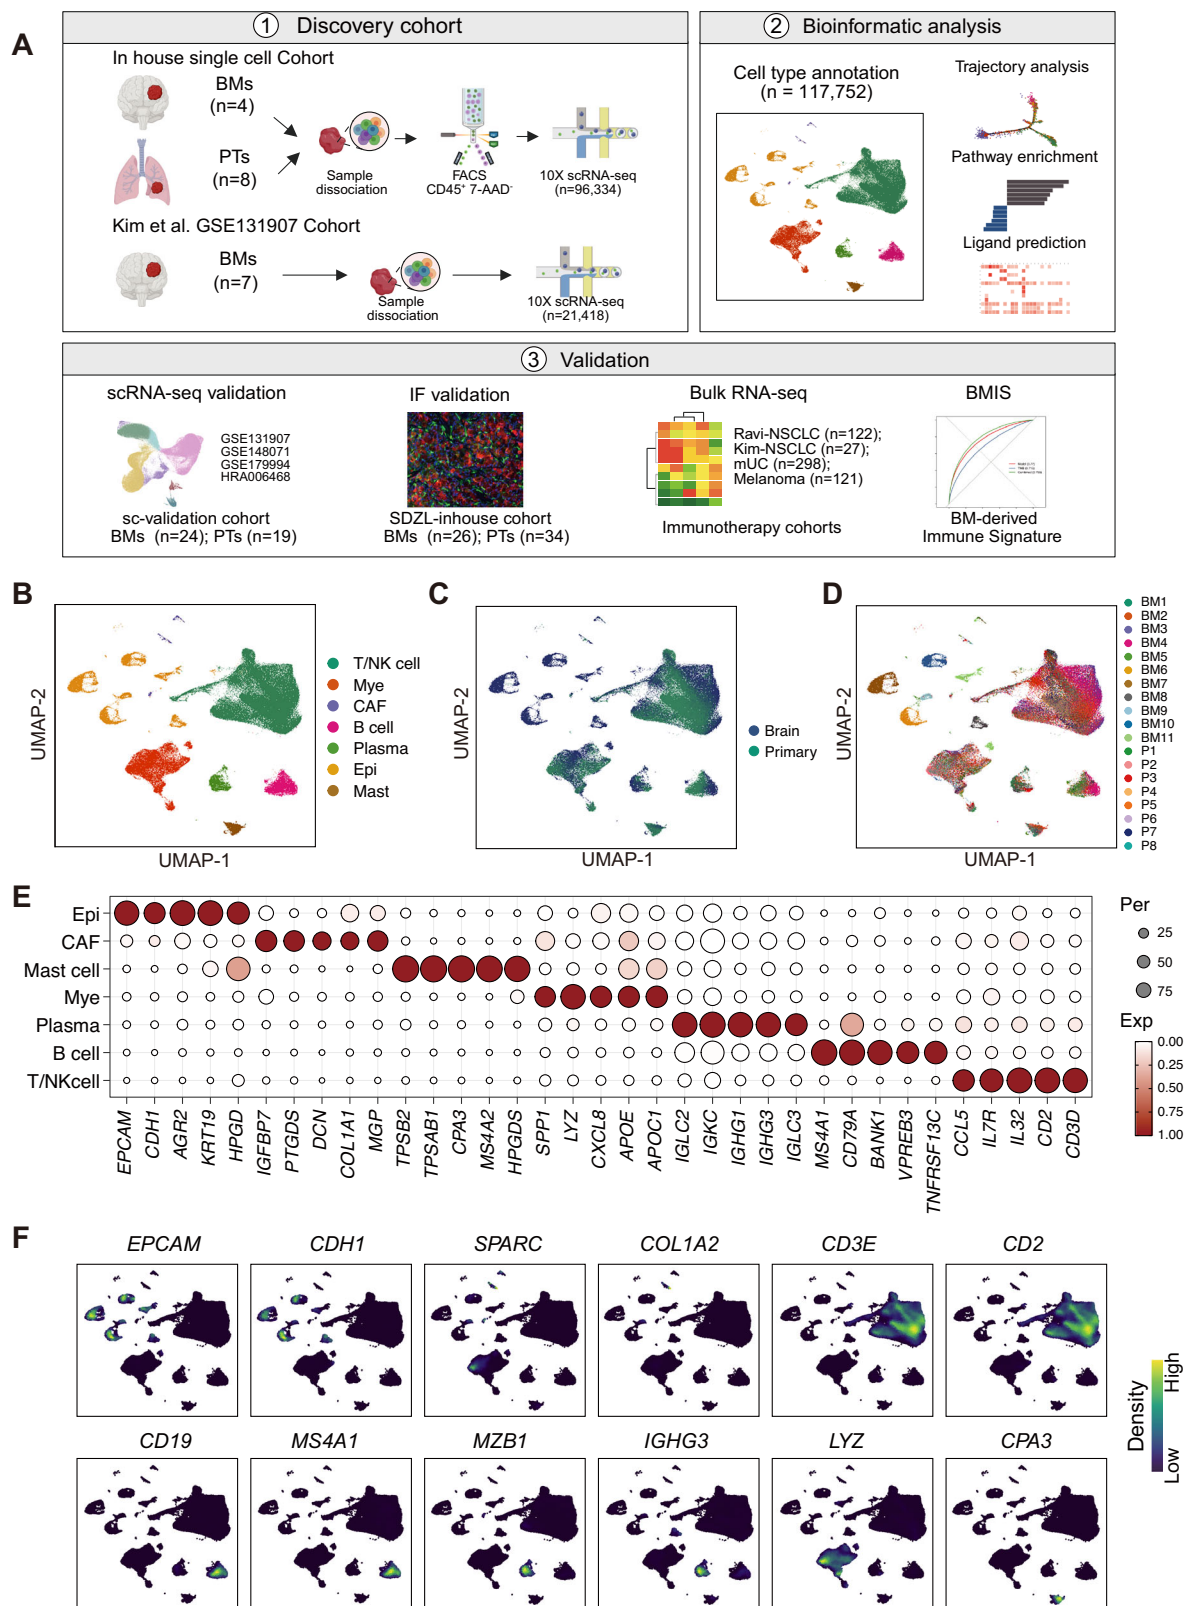 A
1 Discovery cohort
In house single cell Cohort
BMs
(n=4)
PTs
(n=8)
Sample
dissociation
FACS
CD45⁺ 7-AAD⁻
10X scRNA-seq
(n=96,334)
Kim et al. GSE131907 Cohort
BMs
(n=7)
Sample
dissociation
10X scRNA-seq
(n=21,418)
2 Bioinformatic analysis
Cell type annotation
(n = 117,752)
Trajectory analysis
Pathway enrichment
Ligand prediction
3 Validation
scRNA-seq validation
GSE131907
GSE148071
GSE179994
HRA006468
sc-validation cohort
BMs (n=24); PTs (n=19)
IF validation
SDZL-inhouse cohort
BMs (n=26); PTs (n=34)
Bulk RNA-seq
Ravi-NSCLC (n=122);
Kim-NSCLC (n=27);
mUC (n=298);
Melanoma (n=121)
Immunotherapy cohorts
BMIS
BM-derived
Immune Signature
B
UMAP-2
UMAP-1
T/NK cell
Mye
CAF
B cell
Plasma
Epi
Mast
C
UMAP-2
UMAP-1
Brain
Primary
D
UMAP-2
UMAP-1
BM1
BM2
BM3
BM4
BM5
BM6
BM7
BM8
BM9
BM10
BM11
P1
P2
P3
P4
P5
P6
P7
P8
E
Epi
CAF
Mast cell
Mye
Plasma
B cell
T/NKcell
EPCAM
CDH1
AGR2
KRT19
HPGD
IGFBP7
PTGDS
DCN
COL1A1
MGP
TPSB2
TPSAB1
CPA3
MS4A2
HPGDS
SPP1
LYZ
CXCL8
APOE
APOC1
IGLC2
IGKC
IGHG1
IGHG3
IGLC3
MS4A1
CD79A
BANK1
VPREB3
TNFRSF13C
CCL5
IL7R
IL32
CD2
CD3D
Per
25
50
75
Exp
0.00
0.25
0.50
0.75
1.00
F
EPCAM
CDH1
SPARC
COL1A2
CD3E
CD2
CD19
MS4A1
MZB1
IGHG3
LYZ
CPA3
Density
Low
High